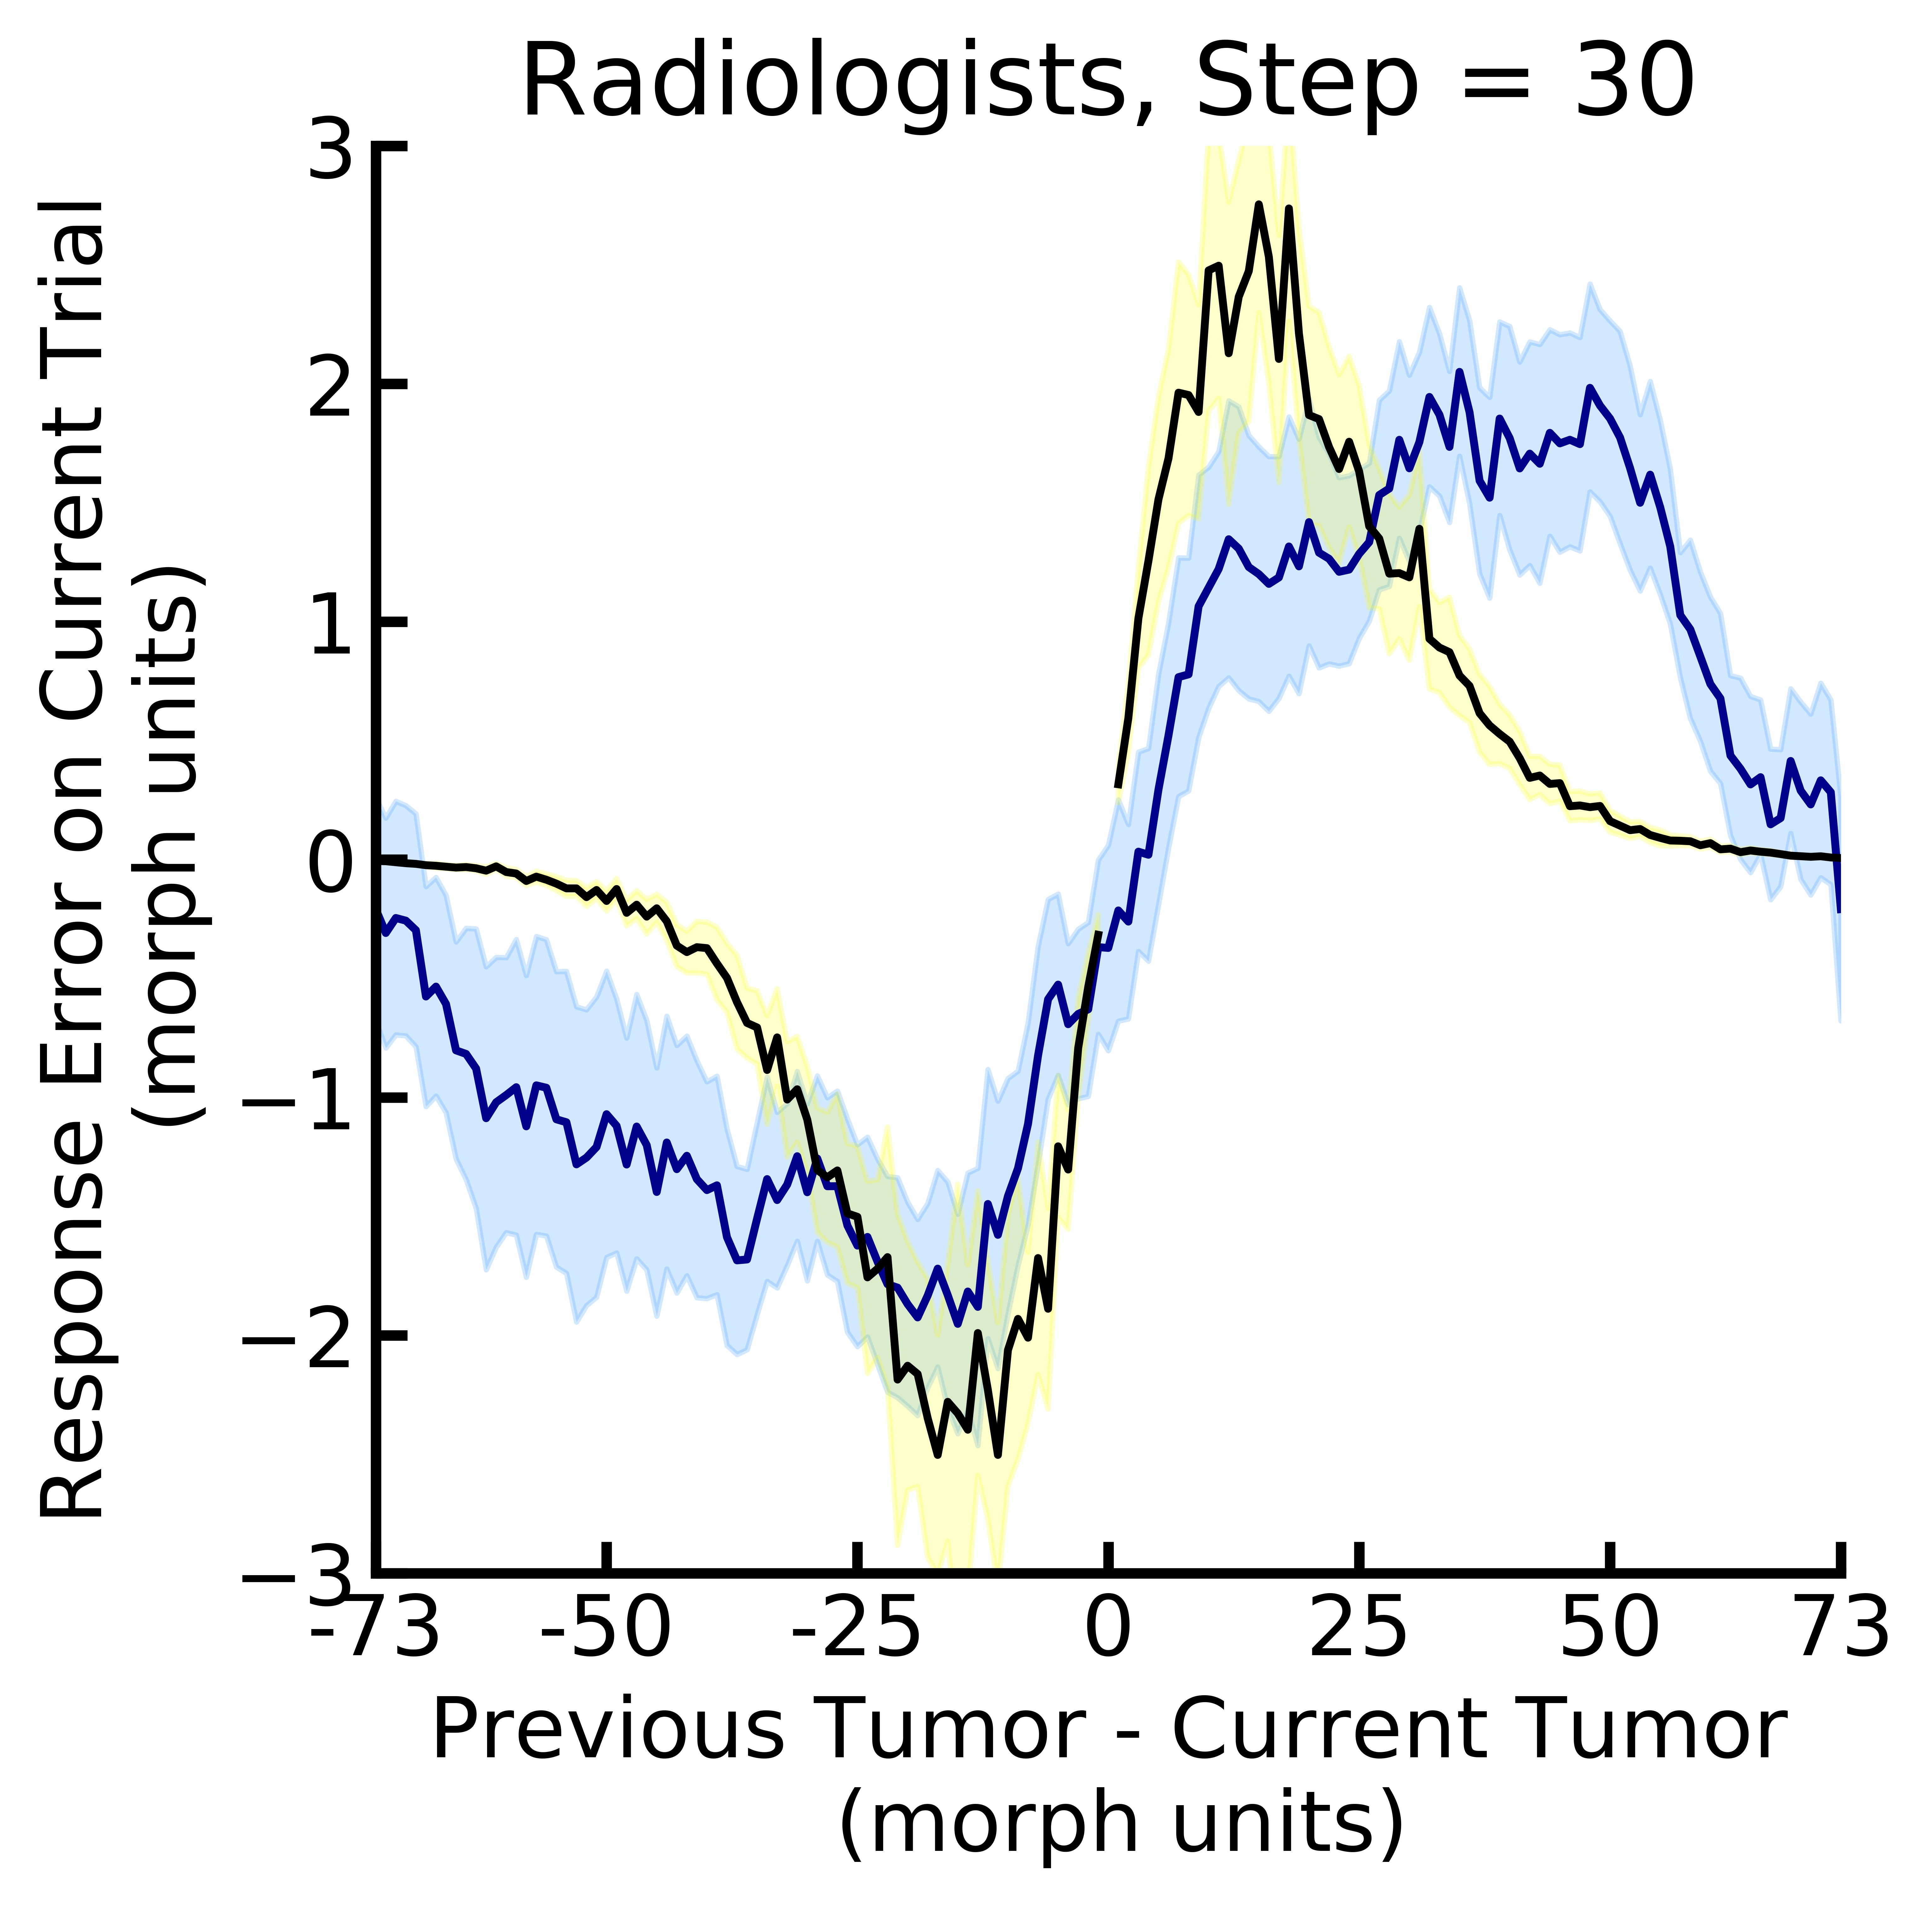 Radiologists, Step = 30
Response Error on Current Trial
(morph units)
3
2
1
0
−1
−2
−3
-73 -50 -25 0 25 50 73
Previous Tumor - Current Tumor
(morph units)